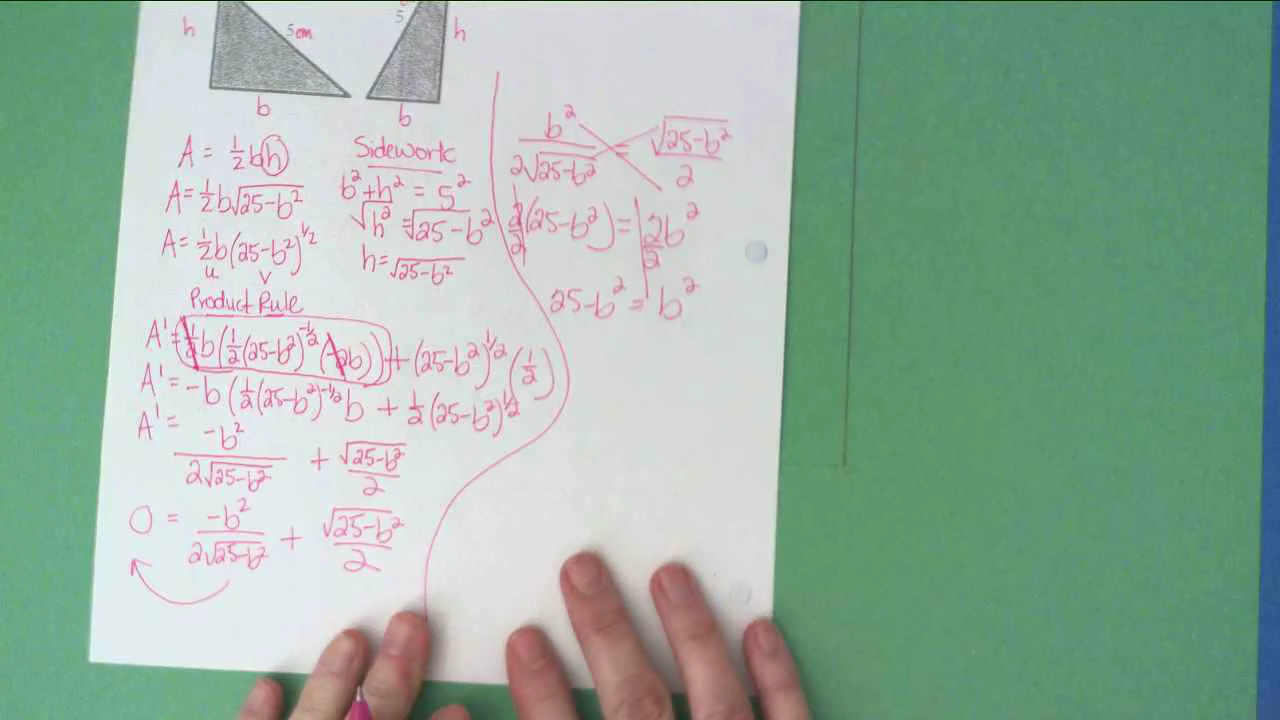 h 5cm 5 h
b b
A = 1/2 bh
A = 1/2 b√(25-b²)
A = 1/2 b(25-b²)^1/2
u v
Product Rule
A' = 1/2 b(1/2(25-b²)^-1/2(-2b)) + (25-b²)^1/2(1/2)
A' = -b(1/2(25-b²)^-1/2 b + 1/2(25-b²)^1/2
A' = -b²/2√(25-b²) + √(25-b²)/2
0 = -b²/2√(25-b²) + √(25-b²)/2
Sidework
b²+h² = 5²
√h² = √(25-b²)
h = √(25-b²)
b²/2√(25-b²) = √(25-b²)/2
2/2(25-b²) = 2b²/2
25-b² = b²